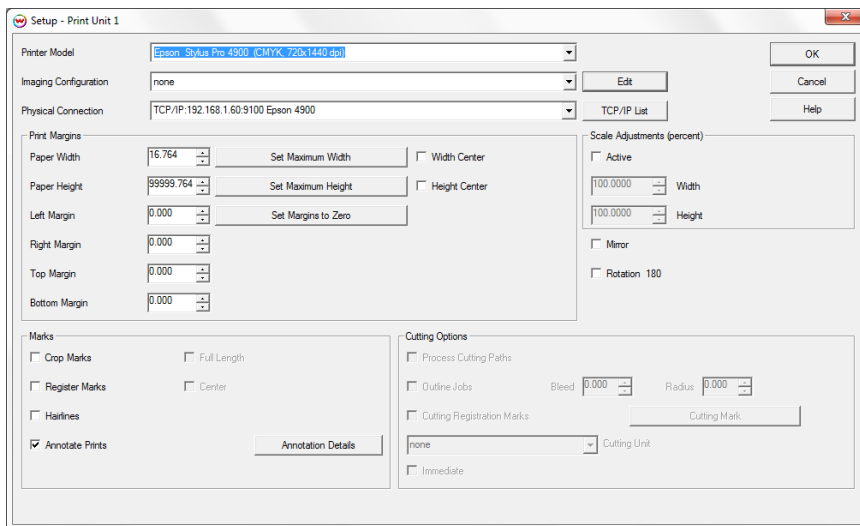 Setup - Print Unit 1
x
Printer Model
Epson Stylus Pro 4900 (CMYK, 720x1440 dpi)
OK
Imaging Configuration
none
Edit
Cancel
Physical Connection
TCP/IP:192.168.1.60:9100 Epson 4900
TCP/IP List
Help
Print Margins
Paper Width
16.764
Set Maximum Width
Width Center
Paper Height
99999.764
Set Maximum Height
Height Center
Left Margin
0.000
Set Margins to Zero
Right Margin
0.000
Top Margin
0.000
Bottom Margin
0.000
Scale Adjustments (percent)
Active
100.0000
Width
100.0000
Height
Mirror
Rotation 180
Marks
Crop Marks
Full Length
Register Marks
Center
Hairlines
Annotate Prints
Annotation Details
Cutting Options
Process Cutting Paths
Outline Jobs
Bleed
0.000
Radius
0.000
Cutting Registration Marks
Cutting Mark
none
Cutting Unit
Immediate